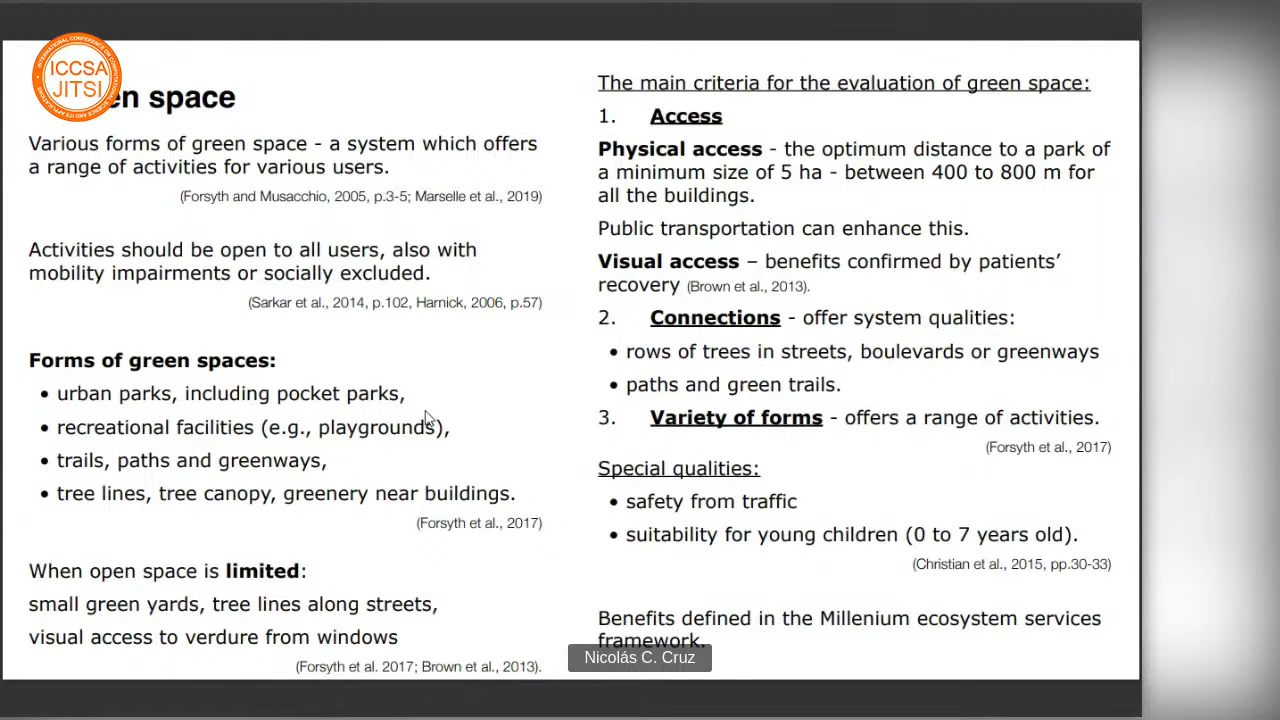 INTERNATIONAL CONFERENCE ON COMPUTATIONAL SCIENCE AND ITS APPLICATIONS
ICCSA
JITSI
en space
Various forms of green space - a system which offers
a range of activities for various users.
(Forsyth and Musacchio, 2005, p.3-5; Marselle et al., 2019)
Activities should be open to all users, also with
mobility impairments or socially excluded.
(Sarkar et al., 2014, p.102, Harnick, 2006, p.57)
Forms of green spaces:
• urban parks, including pocket parks,
• recreational facilities (e.g., playgrounds),
• trails, paths and greenways,
• tree lines, tree canopy, greenery near buildings.
(Forsyth et al., 2017)
When open space is limited:
small green yards, tree lines along streets,
visual access to verdure from windows
(Forsyth et al. 2017; Brown et al., 2013).
The main criteria for the evaluation of green space:
1. Access
Physical access - the optimum distance to a park of
a minimum size of 5 ha - between 400 to 800 m for
all the buildings.
Public transportation can enhance this.
Visual access – benefits confirmed by patients’
recovery (Brown et al., 2013).
2. Connections - offer system qualities:
• rows of trees in streets, boulevards or greenways
• paths and green trails.
3. Variety of forms - offers a range of activities.
(Forsyth et al., 2017)
Special qualities:
• safety from traffic
• suitability for young children (0 to 7 years old).
(Christian et al., 2015, pp.30-33)
Benefits defined in the Millenium ecosystem services
framework.
Nicolás C. Cruz